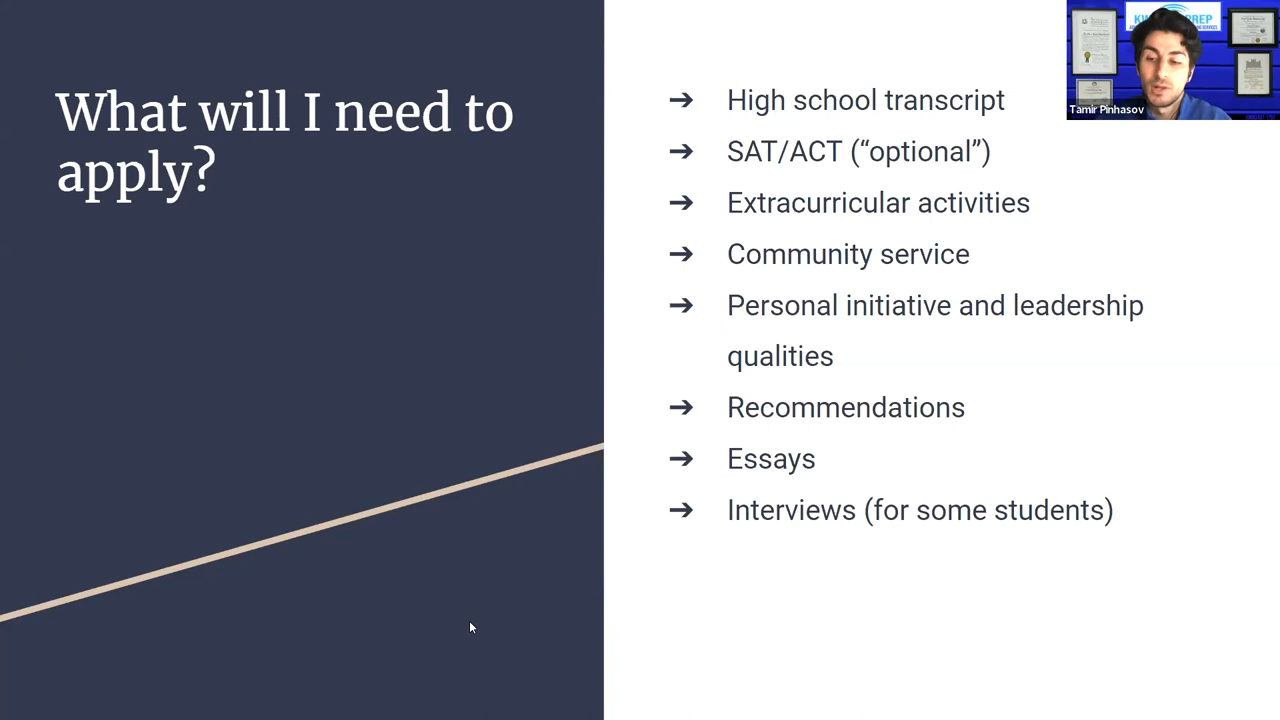 What will I need to
apply?
➔ High school transcript
➔ SAT/ACT (“optional”)
➔ Extracurricular activities
➔ Community service
➔ Personal initiative and leadership
qualities
➔ Recommendations
➔ Essays
➔ Interviews (for some students)
PREP
Tamir Pinhasov